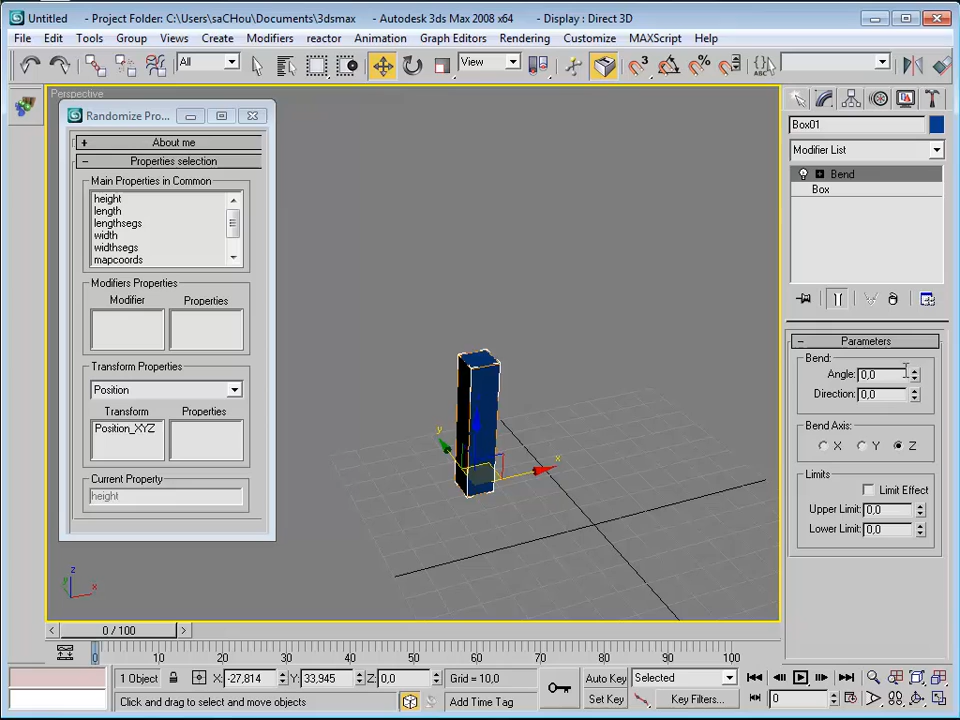 Untitled - Project Folder: C:\Users\saCHou\Documents\3dsmax - Autodesk 3ds Max 2008 x64 - Display : Direct 3D
File Edit Tools Group Views Create Modifiers reactor Animation Graph Editors Rendering Customize MAXScript Help
All View
Perspective
Randomize Pro...
+ About me
- Properties selection
Main Properties in Common
height
length
lengthsegs
width
widthsegs
mapcoords
Modifiers Properties
Modifier Properties
Transform Properties
Position
Transform Properties
Position_XYZ
Current Property
height
z
y
x
y
x
Box01
Modifier List
Bend
Box
- Parameters
Bend:
Angle: 0,0
Direction: 0,0
Bend Axis:
X Y Z
Limits
Limit Effect
Upper Limit: 0,0
Lower Limit: 0,0
< 0 / 100 >
0 10 20 30 40 50 60 70 80 90 100
1 Object X: -27,814 Y: 33,945 Z: 0,0 Grid = 10,0 Auto Key Selected
Click and drag to select and move objects Add Time Tag Set Key Key Filters... 0